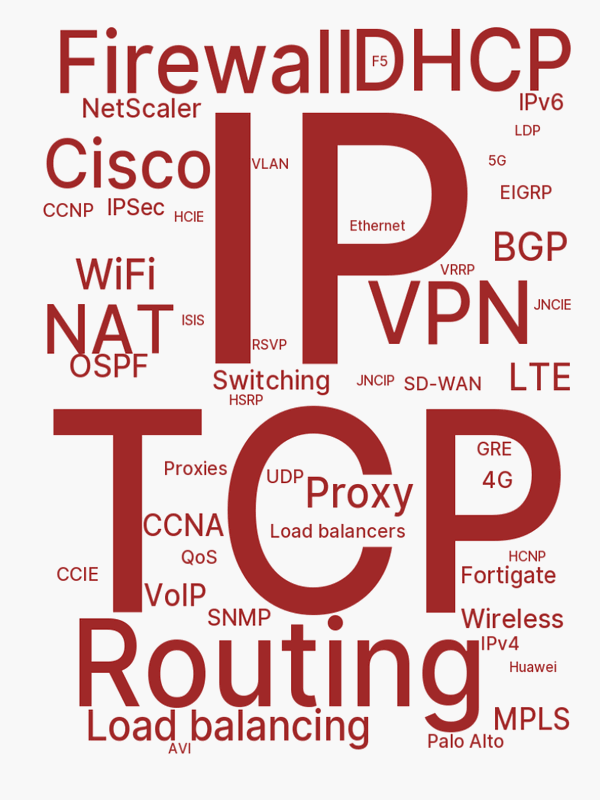 Firewall
F5
DHCP
NetScaler
IPv6
IP
LDP
Cisco
VLAN
5G
EIGRP
CCNP
IPSec
HCIE
Ethernet
BGP
WiFi
VRRP
VPN
JNCIE
NAT
ISIS
RSVP
OSPF
Switching
JNCIP
SD-WAN
LTE
HSRP
TCP
GRE
Proxies
UDP
Proxy
4G
CCNA
Load balancers
QoS
HCNP
CCIE
Fortigate
VoIP
SNMP
Wireless
Routing
IPv4
Huawei
Load balancing
MPLS
Palo Alto
AVI